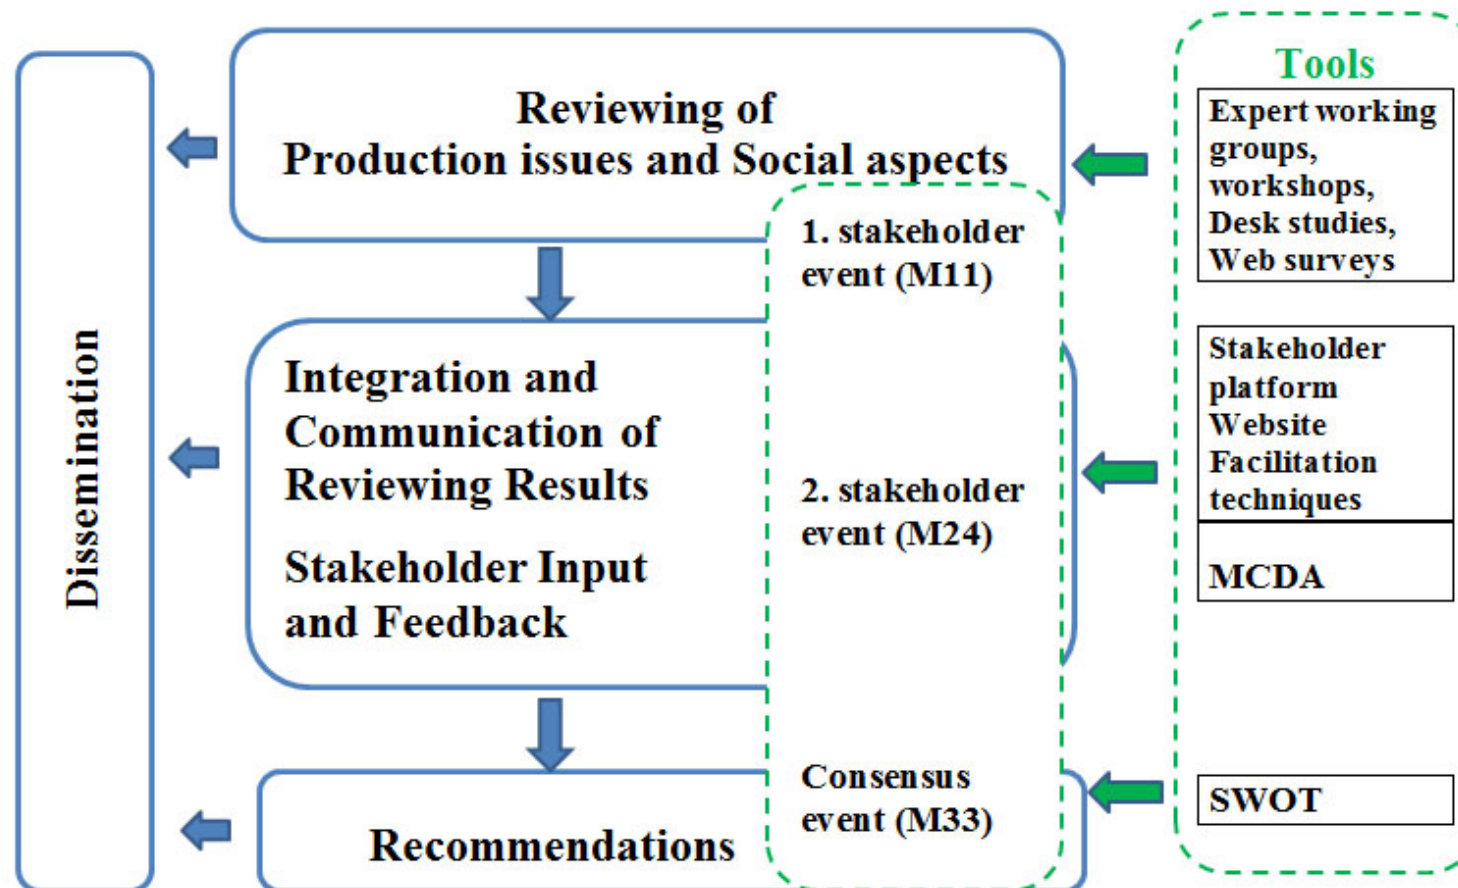 Dissemination
Reviewing of
Production issues and Social aspects
1. stakeholder
event (M11)
Integration and
Communication of
Reviewing Results
Stakeholder Input
and Feedback
2. stakeholder
event (M24)
Consensus
event (M33)
Recommendations
Tools
Expert working
groups,
workshops,
Desk studies,
Web surveys
Stakeholder
platform
Website
Facilitation
techniques
MCDA
SWOT